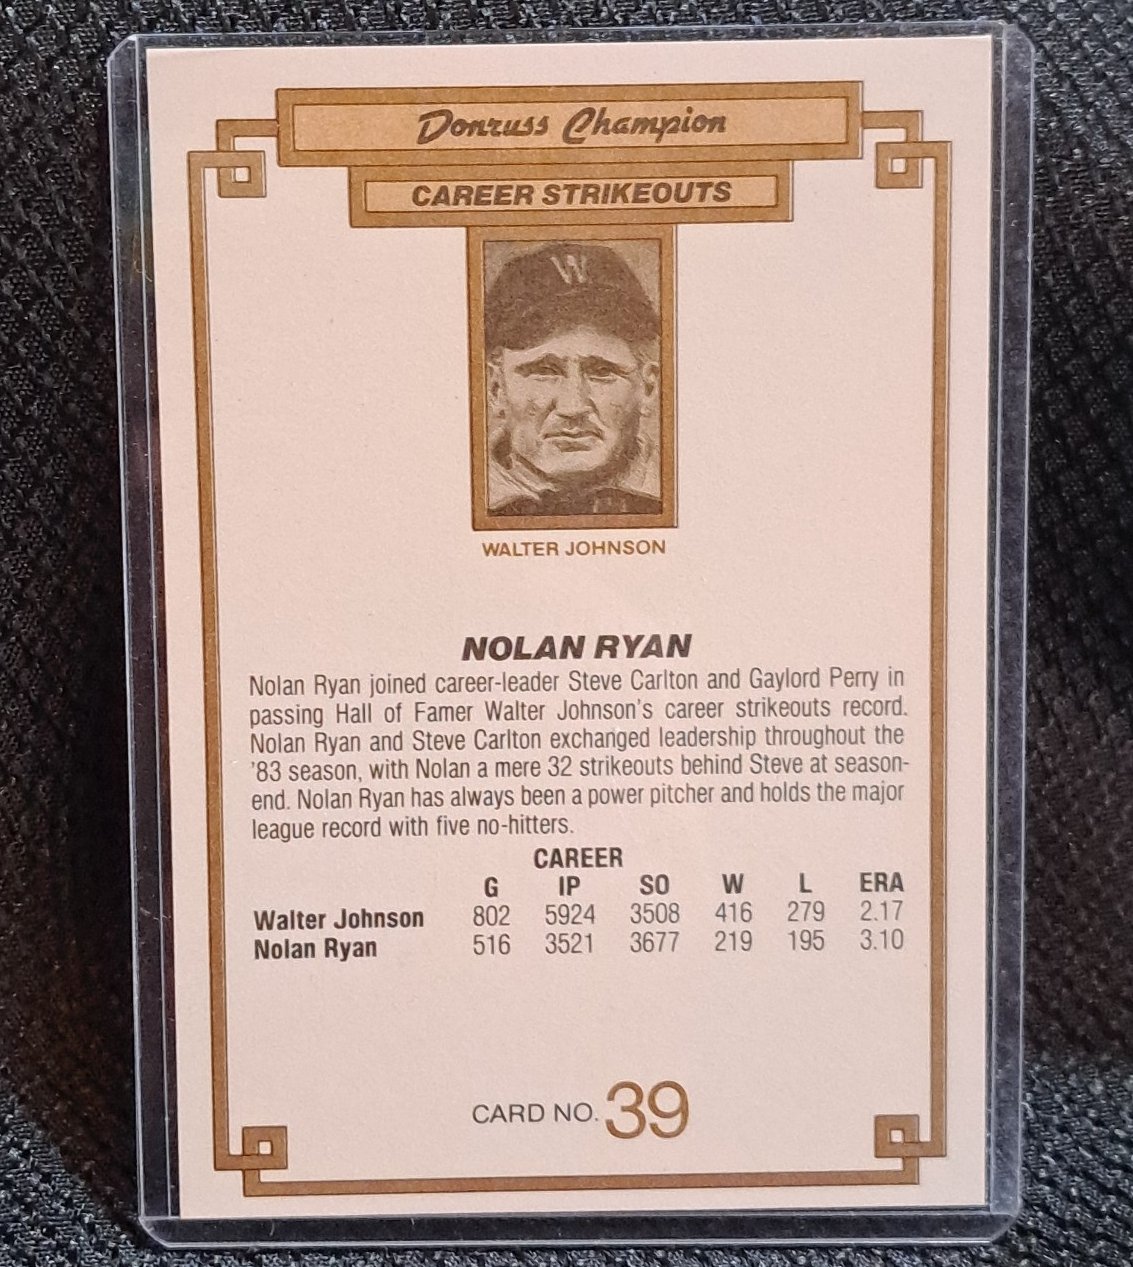 Donruss Champion
CAREER STRIKEOUTS
W
WALTER JOHNSON
NOLAN RYAN
Nolan Ryan joined career-leader Steve Carlton and Gaylord Perry in
passing Hall of Famer Walter Johnson's career strikeouts record.
Nolan Ryan and Steve Carlton exchanged leadership throughout the
'83 season, with Nolan a mere 32 strikeouts behind Steve at season-
end. Nolan Ryan has always been a power pitcher and holds the major
league record with five no-hitters.
CAREER
G IP SO W L ERA
Walter Johnson 802 5924 3508 416 279 2.17
Nolan Ryan 516 3521 3677 219 195 3.10
CARD NO. 39